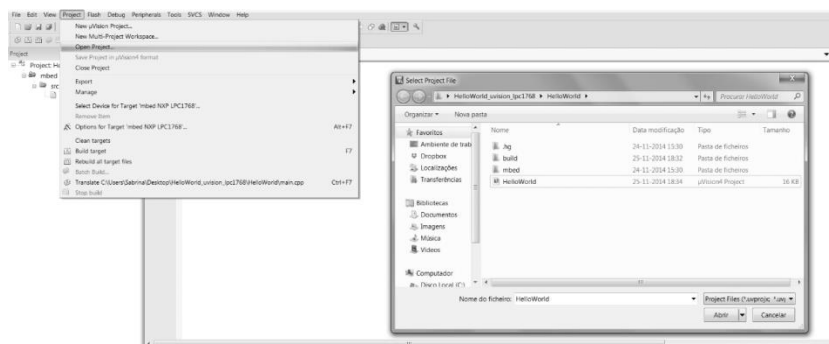 File Edit View Project Flash Debug Peripherals Tools SVCS Window Help
New µVision Project...
New Multi-Project Workspace...
Open Project...
Save Project in µVision4 format
Close Project
Export
Manage
Select Device for Target 'mbed NXP LPC1768'...
Remove Item
Options for Target 'mbed NXP LPC1768'... Alt+F7
Clean targets
Build target F7
Rebuild all target files
Batch Build...
Translate C:\Users\Sabrina\Desktop\HelloWorld_uvision_lpc1768\HelloWorld\main.cpp Ctrl+F7
Stop build
Project
Project: He
mbed
src
Select Project File
HelloWorld_uvision_lpc1768 HelloWorld
Procurar HelloWorld
Organizar Nova pasta
Favoritos
Ambiente de trab
Dropbox
Localizações
Transferências
Bibliotecas
Documentos
Imagens
Música
Vídeos
Computador
Disco Local (C:)
Nome Data modificação Tipo Tamanho
.hg 24-11-2014 15:30 Pasta de ficheiros
build 25-11-2014 18:32 Pasta de ficheiros
mbed 24-11-2014 15:30 Pasta de ficheiros
HelloWorld 25-11-2014 18:34 µVision4 Project 16 KB
Nome do ficheiro: HelloWorld
Project Files (*.uvprojx; *.uv
Abrir Cancelar